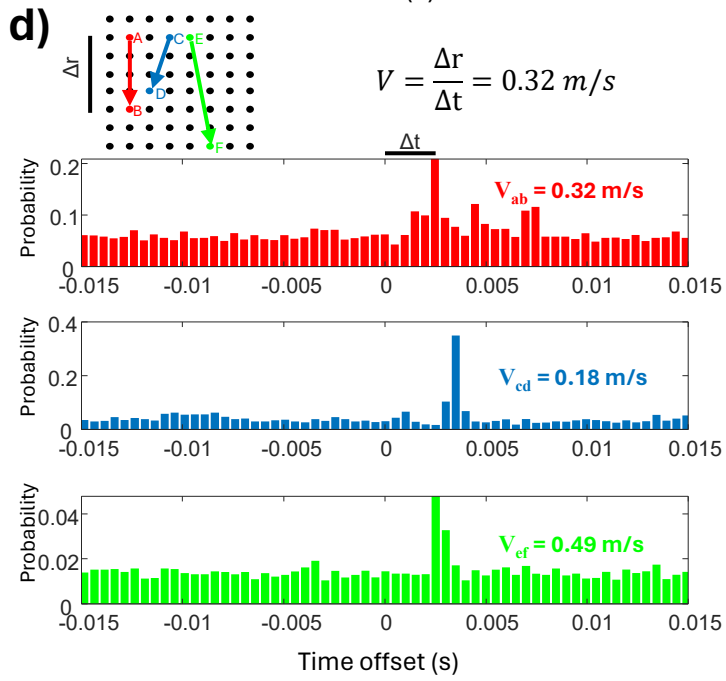 d)
A
C
E
Δr
D
B
F
V = Δr/Δt = 0.32 m/s
Δt
0.2
0.1
0
Probability
V_ab = 0.32 m/s
-0.015 -0.01 -0.005 0 0.005 0.01 0.015
0.4
0.2
0
Probability
V_cd = 0.18 m/s
-0.015 -0.01 -0.005 0 0.005 0.01 0.015
0.04
0.02
0
Probability
V_ef = 0.49 m/s
-0.015 -0.01 -0.005 0 0.005 0.01 0.015
Time offset (s)